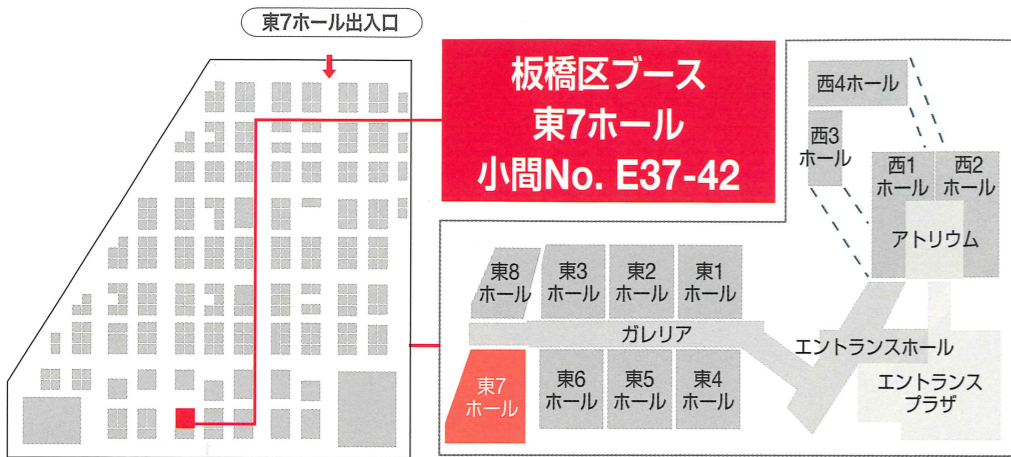 東7ホール出入口
板橋区ブース
東7ホール
小間No. E37-42
西4ホール
西3
ホール
西1
ホール
西2
ホール
アトリウム
東8
ホール
東3
ホール
東2
ホール
東1
ホール
ガレリア
エントランスホール
東7
ホール
東6
ホール
東5
ホール
東4
ホール
エントランス
プラザ